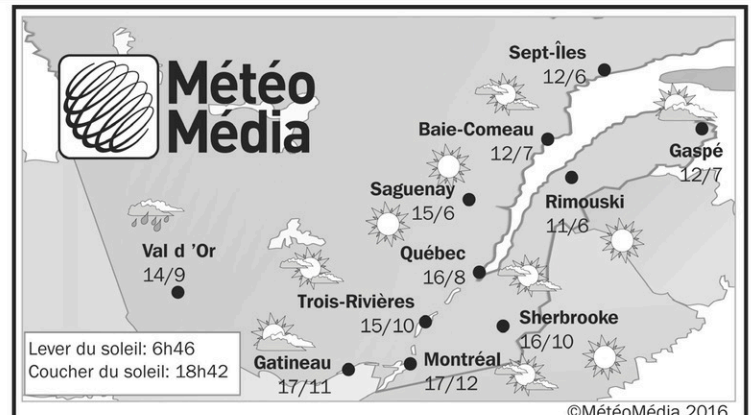 Météo
Média
Sept-Îles
12/6
Baie-Comeau
12/7
Gaspé
12/7
Saguenay
15/6
Rimouski
11/6
Val d 'Or
14/9
Québec
16/8
Trois-Rivières
15/10
Sherbrooke
16/10
Gatineau
17/11
Montréal
17/12
Lever du soleil: 6h46
Coucher du soleil: 18h42
©MétéoMédia 2016